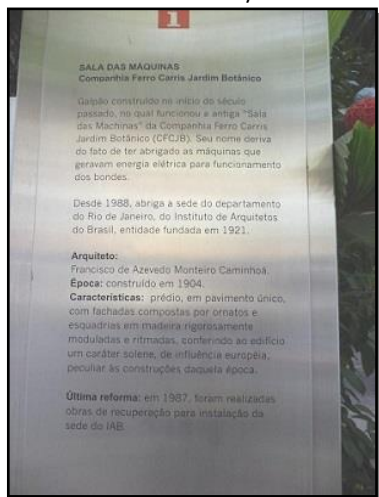 1
SALA DAS MÁQUINAS
Companhia Ferro Carris Jardim Botânico
Galpão construído no início do século
passado, no qual funcionou a antiga "Sala
das Machinas" da Companhia Ferro Carris
Jardim Botânico (CFCJB). Seu nome deriva
do fato de ter abrigado as máquinas que
geravam energia elétrica para funcionamento
dos bondes.
Desde 1988, abriga a sede do departamento
do Rio de Janeiro, do Instituto de Arquitetos
do Brasil, entidade fundada em 1921.
Arquiteto:
Francisco de Azevedo Monteiro Caminhoá.
Época: construído em 1904.
Características: prédio, em pavimento único,
com fachadas compostas por ornatos e
esquadrias em madeira rigorosamente
moduladas e ritmadas, conferindo ao edifício
um caráter solene, de influência européia,
peculiar às construções daquela época.
Última reforma: em 1987, foram realizadas
obras de recuperação para instalação da
sede do IAB.